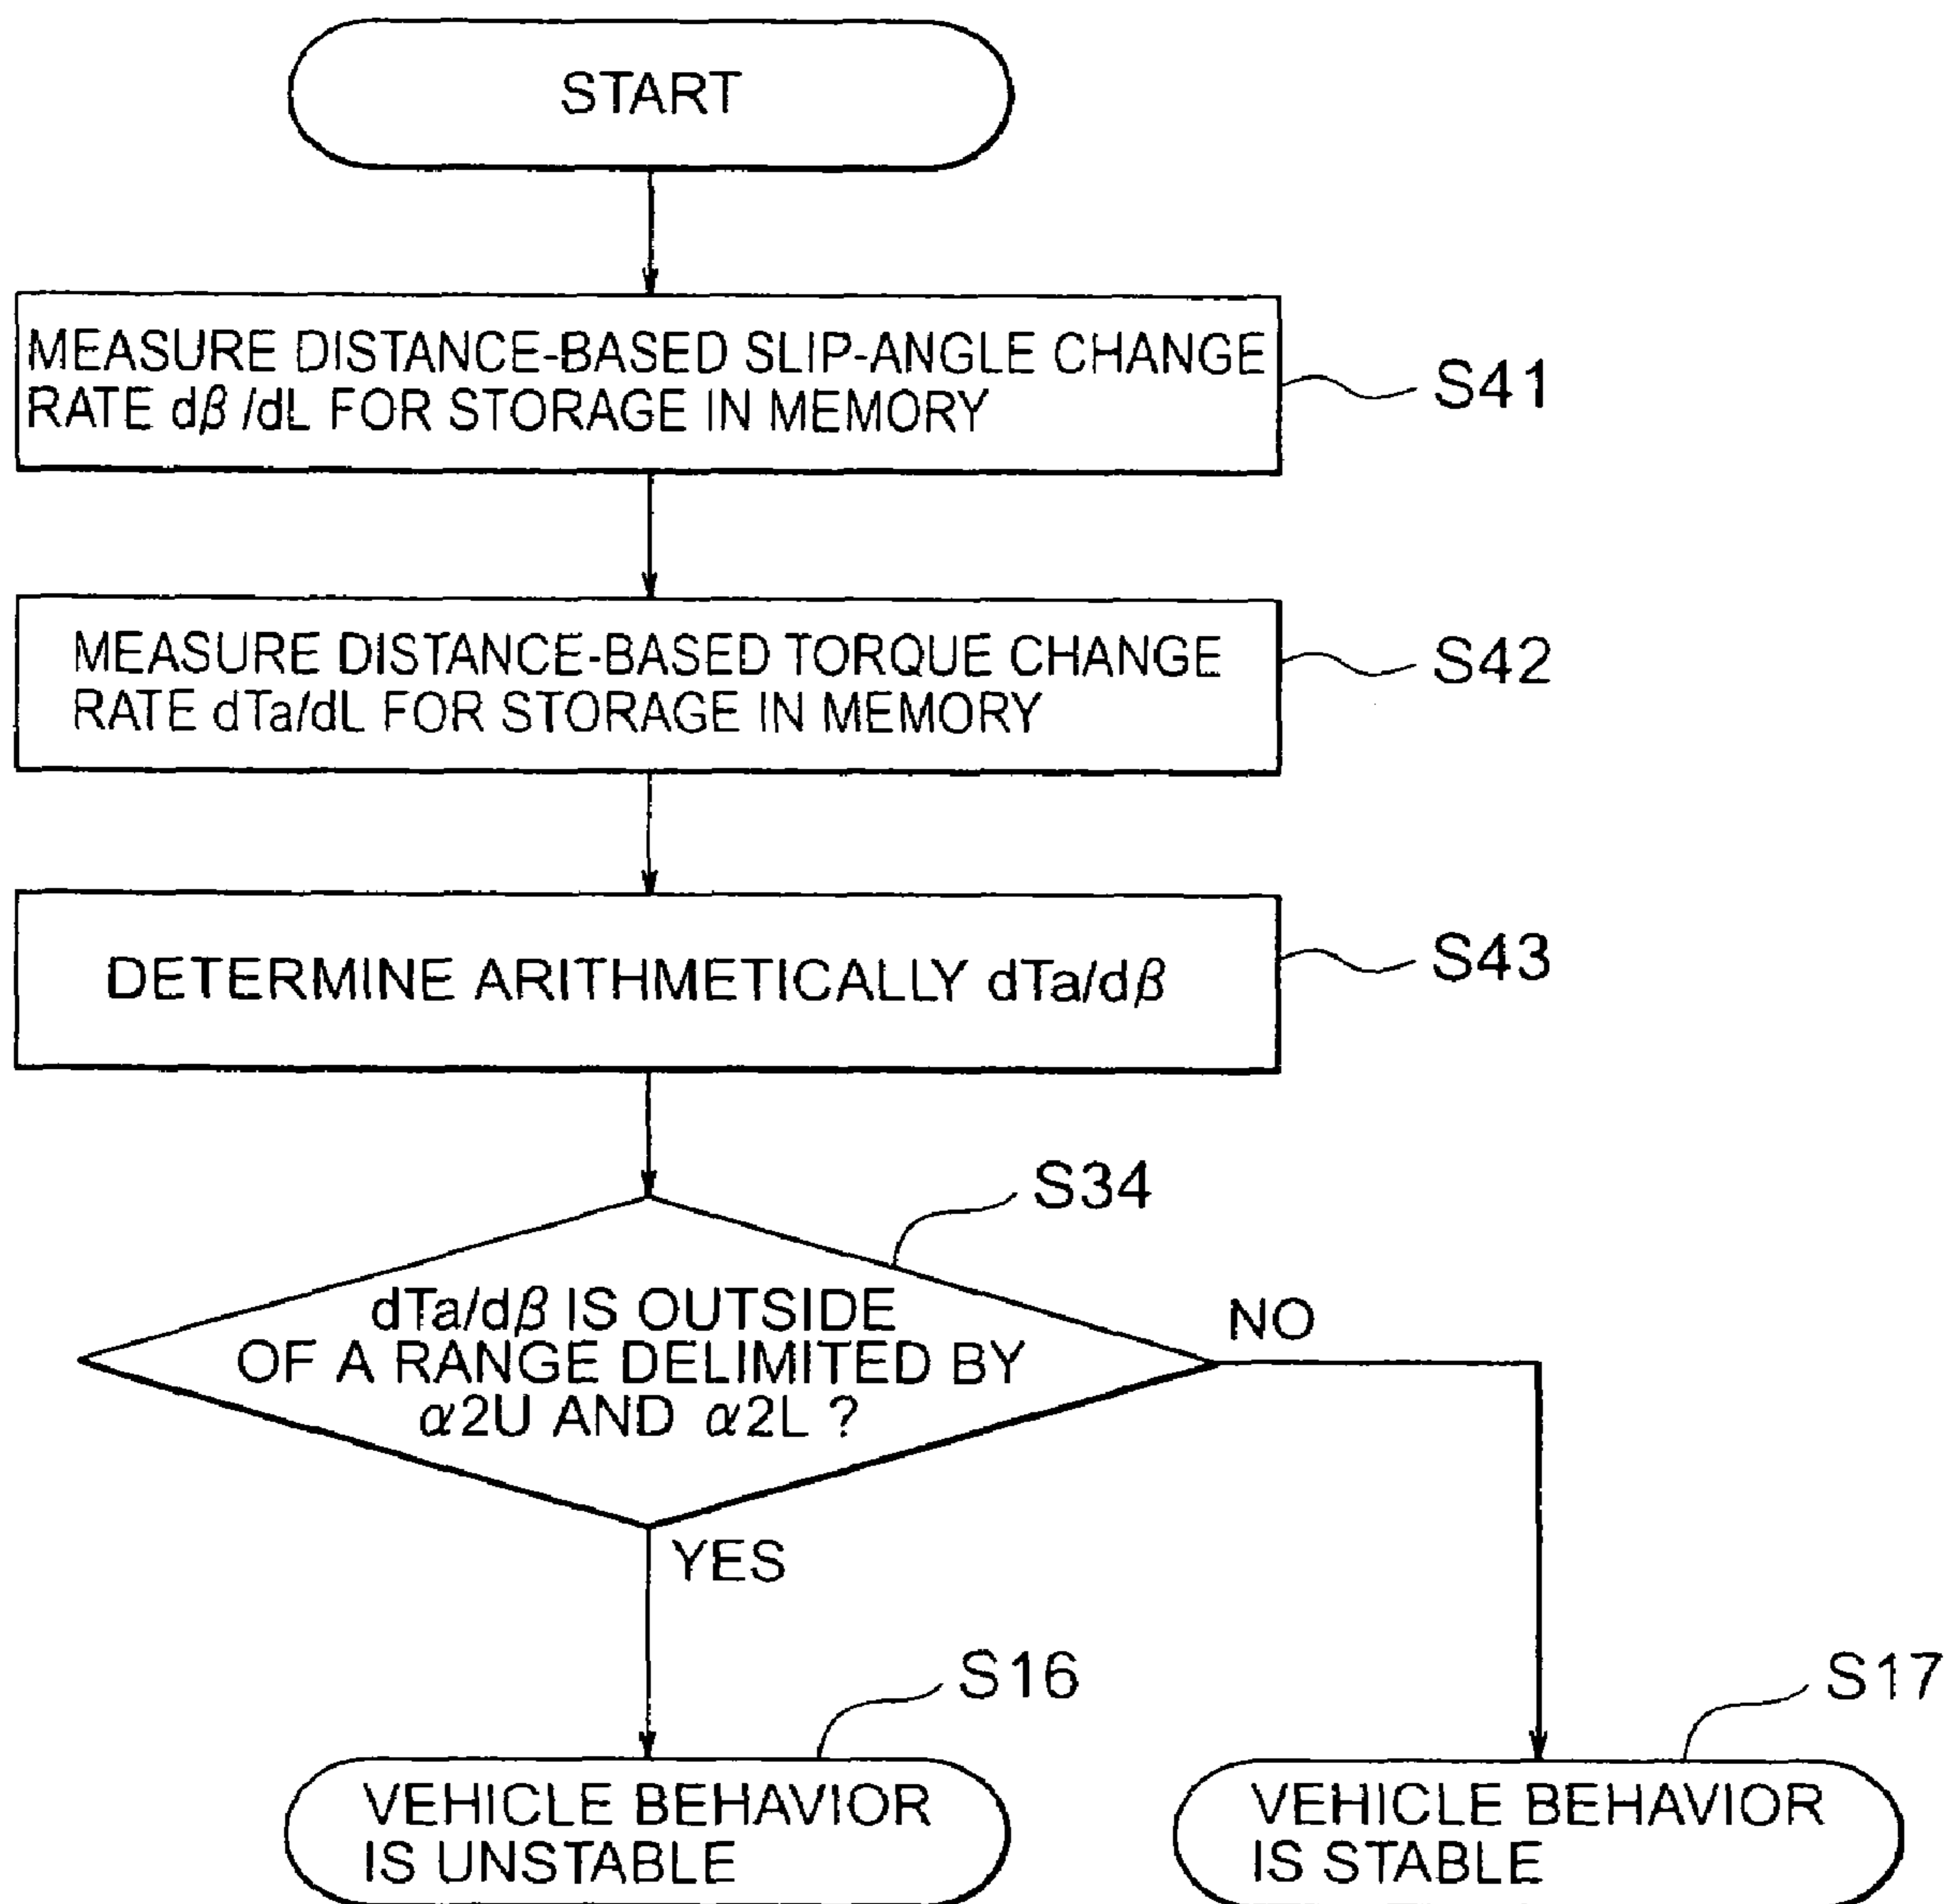 START
MEASURE DISTANCE-BASED SLIP-ANGLE CHANGE
RATE dβ/dL FOR STORAGE IN MEMORY
S41
MEASURE DISTANCE-BASED TORQUE CHANGE
RATE dTa/dL FOR STORAGE IN MEMORY
S42
DETERMINE ARITHMETICALLY dTa/dβ
S43
S34
dTa/dβ IS OUTSIDE
OF A RANGE DELIMITED BY
α2U AND α2L ?
NO
YES
S16
VEHICLE BEHAVIOR
IS UNSTABLE
S17
VEHICLE BEHAVIOR
IS STABLE